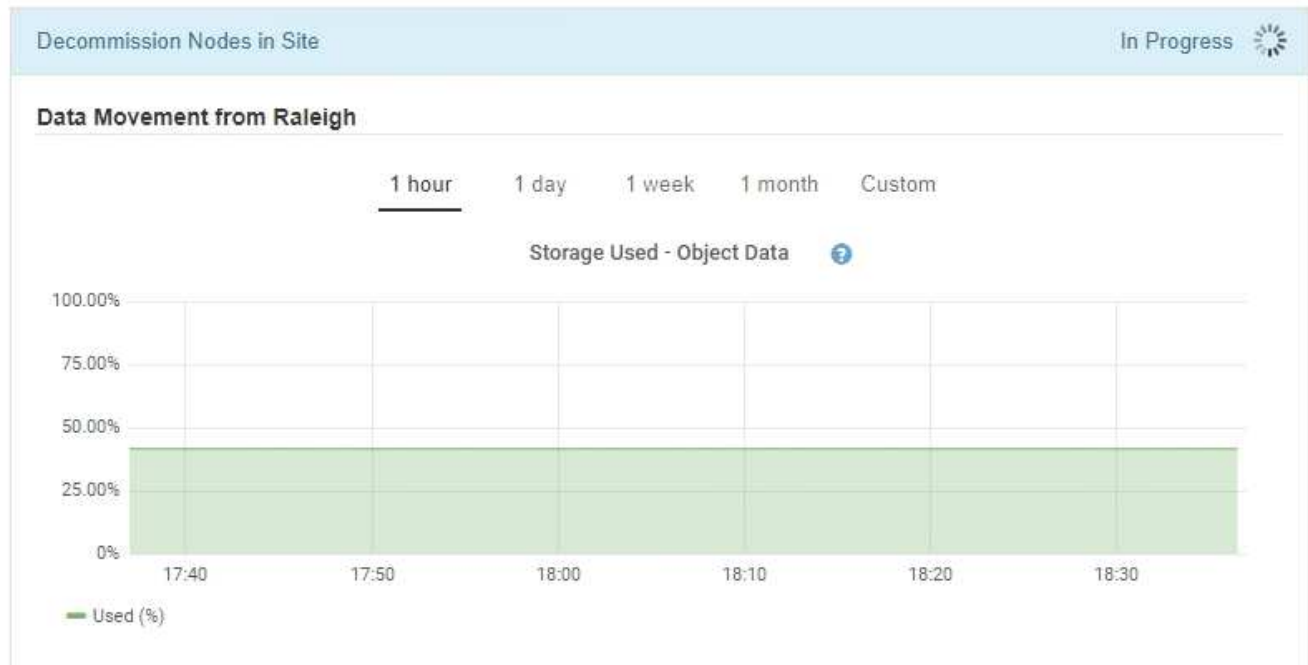 Decommission Nodes in Site In Progress
Data Movement from Raleigh
1 hour 1 day 1 week 1 month Custom
Storage Used - Object Data ?
100.00%
75.00%
50.00%
25.00%
0%
17:40 17:50 18:00 18:10 18:20 18:30
Used (%)